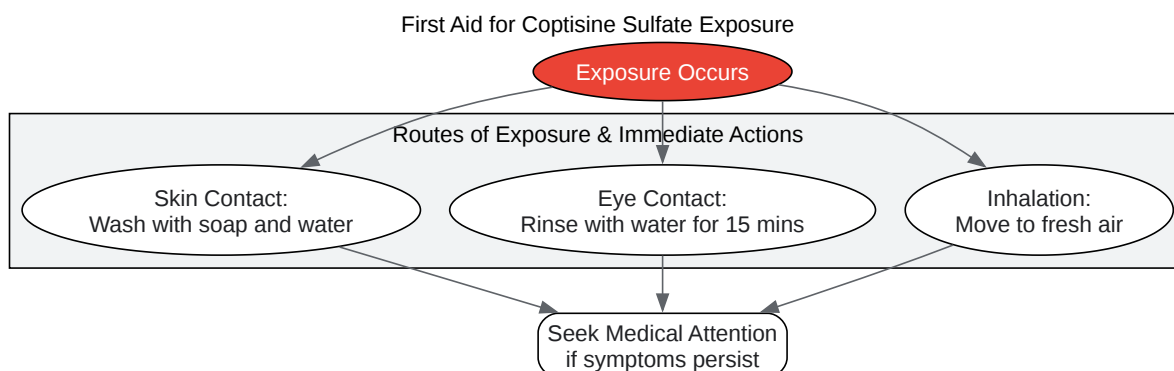 First Aid for Coptisine Sulfate Exposure
Exposure Occurs
Routes of Exposure & Immediate Actions
Skin Contact:
Wash with soap and water
Eye Contact:
Rinse with water for 15 mins
Inhalation:
Move to fresh air
Seek Medical Attention
if symptoms persist